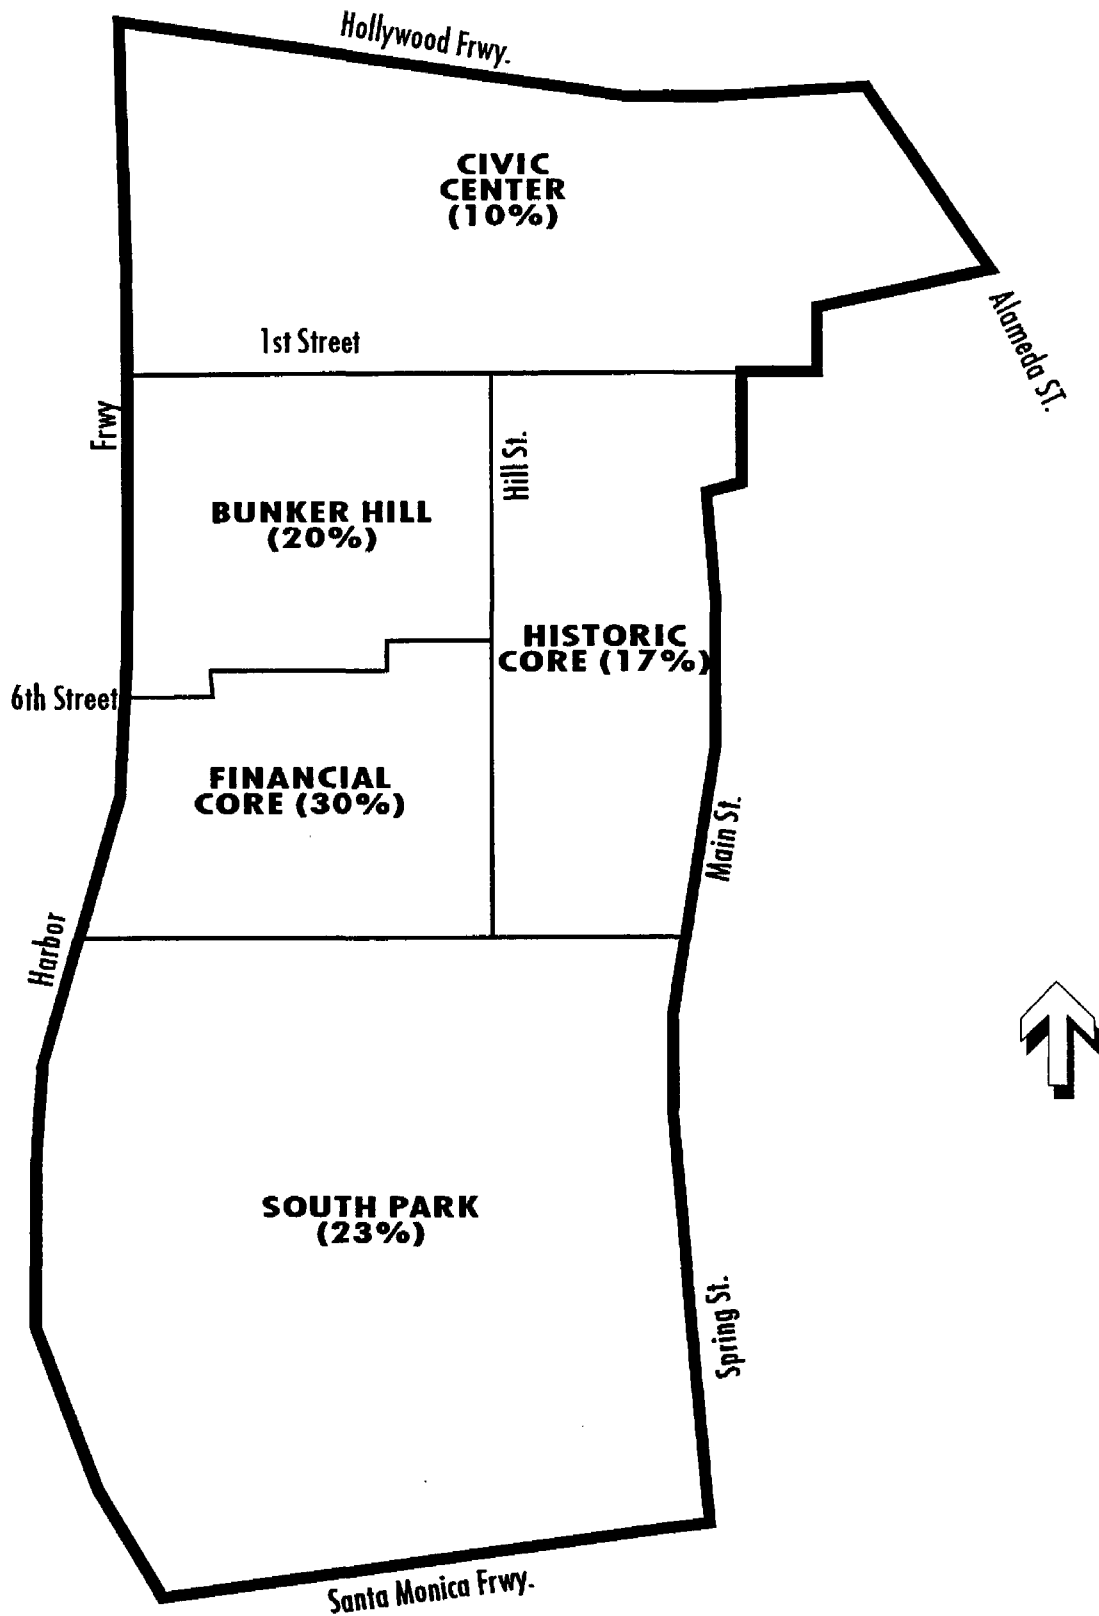 Hollywood Frwy.
CIVIC
CENTER
(10%)
Alameda ST.
1st Street
Frwy
Hill St.
BUNKER HILL
(20%)
HISTORIC
CORE (17%)
6th Street
FINANCIAL
CORE (30%)
Main St.
Harbor
SOUTH PARK
(23%)
Spring St.
Santa Monica Frwy.